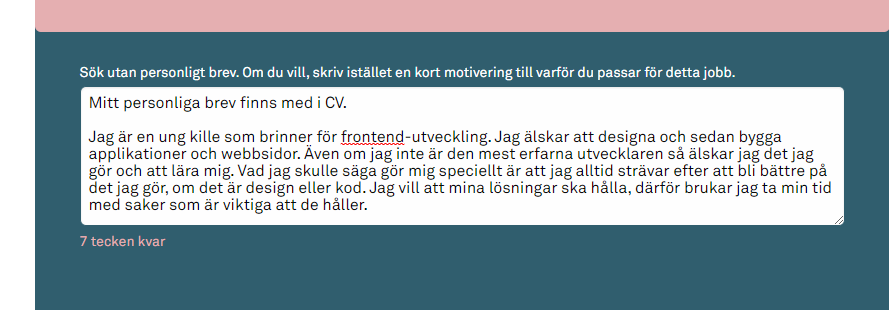 Sök utan personligt brev. Om du vill, skriv istället en kort motivering till varför du passar för detta jobb.
Mitt personliga brev finns med i CV.
Jag är en ung kille som brinner för frontend-utveckling. Jag älskar att designa och sedan bygga
applikationer och webbsidor. Även om jag inte är den mest erfarna utvecklaren så älskar jag det jag
gör och att lära mig. Vad jag skulle säga gör mig speciellt är att jag alltid strävar efter att bli bättre på
det jag gör, om det är design eller kod. Jag vill att mina lösningar ska hålla, därför brukar jag ta min tid
med saker som är viktiga att de håller.
7 tecken kvar